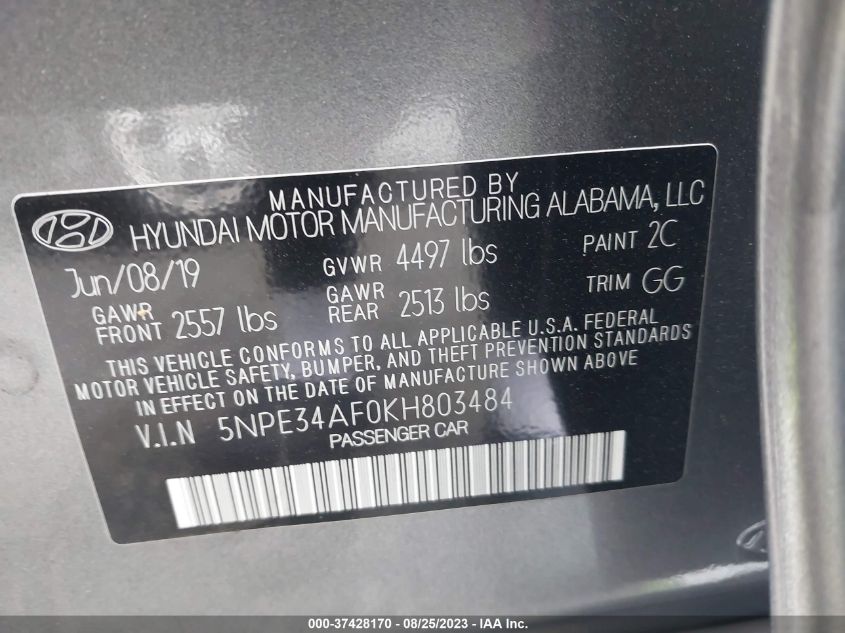 MANUFACTURED BY
HYUNDAI MOTOR MANUFACTURING ALABAMA, LLC
Jun/08/19 GVWR 4497 lbs PAINT 2C
GAWR FRONT 2557 lbs GAWR REAR 2513 lbs TRIM GG
THIS VEHICLE CONFORMS TO ALL APPLICABLE U.S.A. FEDERAL
MOTOR VEHICLE SAFETY, BUMPER, AND THEFT PREVENTION STANDARDS
IN EFFECT ON THE DATE OF MANUFACTURE SHOWN ABOVE
V.I.N 5NPE34AF0KH803484
PASSENGER CAR
000-37428170 - 08/25/2023 - Copyright © 2023 - IAA Inc.